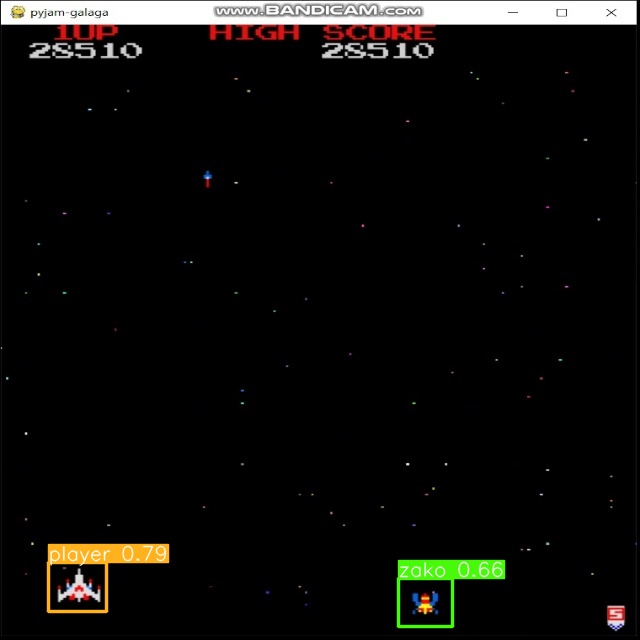 pyjam-galaga
www.BANDICAM.com
1UP HIGH SCORE
28510 28510
player 0.79
zako 0.66
5